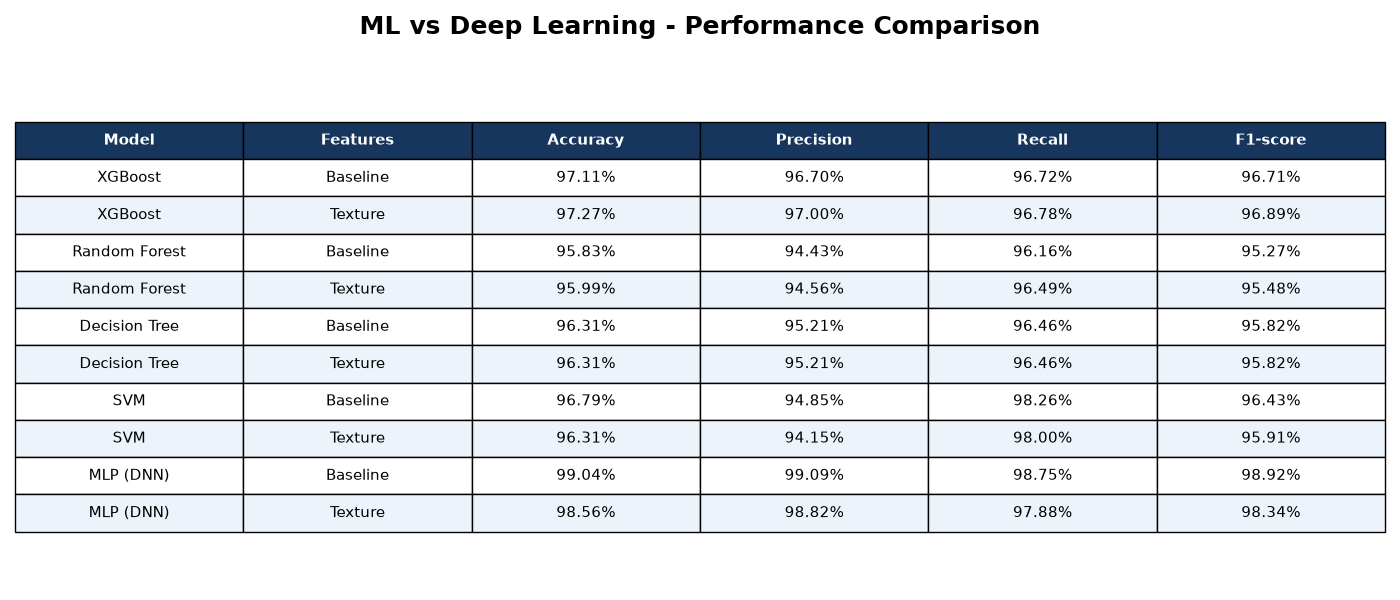 ML vs Deep Learning - Performance Comparison
Model Features Accuracy Precision Recall F1-score
XGBoost Baseline 97.11% 96.70% 96.72% 96.71%
XGBoost Texture 97.27% 97.00% 96.78% 96.89%
Random Forest Baseline 95.83% 94.43% 96.16% 95.27%
Random Forest Texture 95.99% 94.56% 96.49% 95.48%
Decision Tree Baseline 96.31% 95.21% 96.46% 95.82%
Decision Tree Texture 96.31% 95.21% 96.46% 95.82%
SVM Baseline 96.79% 94.85% 98.26% 96.43%
SVM Texture 96.31% 94.15% 98.00% 95.91%
MLP (DNN) Baseline 99.04% 99.09% 98.75% 98.92%
MLP (DNN) Texture 98.56% 98.82% 97.88% 98.34%